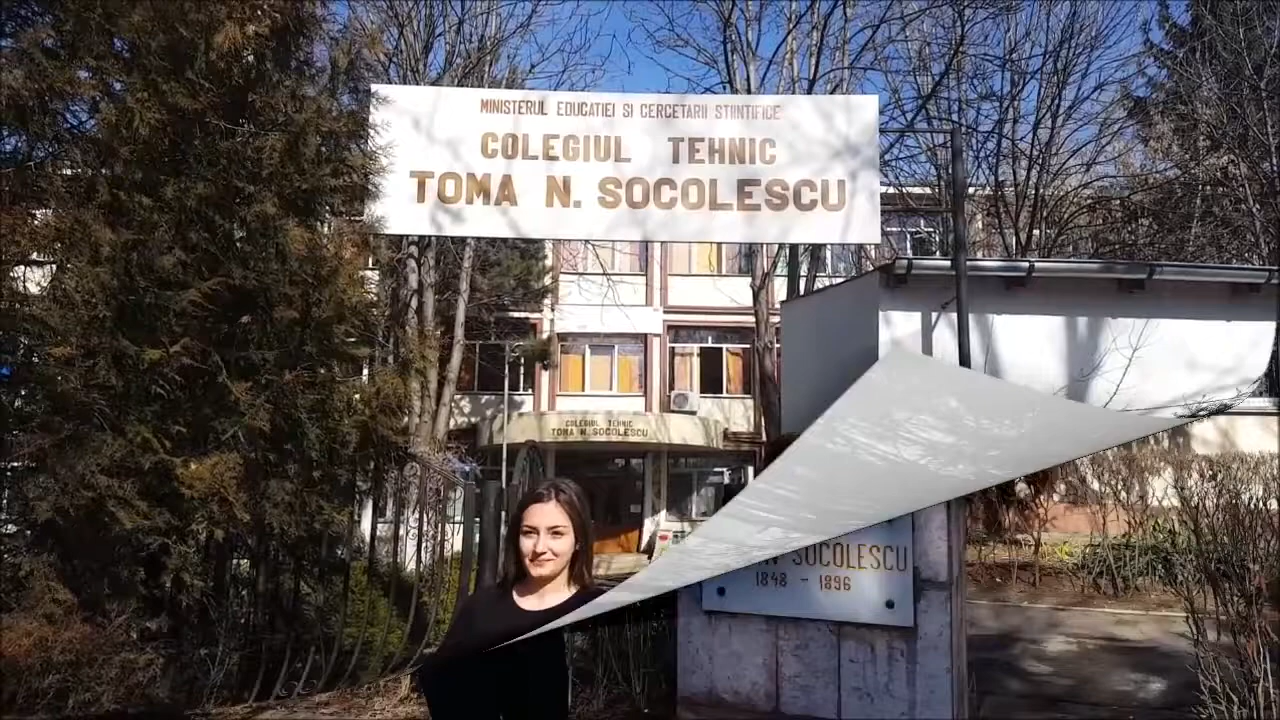 MINISTERUL EDUCATIEI SI CERCETARII STIINTIFICE
COLEGIUL TEHNIC
TOMA N. SOCOLESCU
COLEGIUL TEHNIC
TOMA N. SOCOLESCU
N SOCOLESCU
1848 - 1896